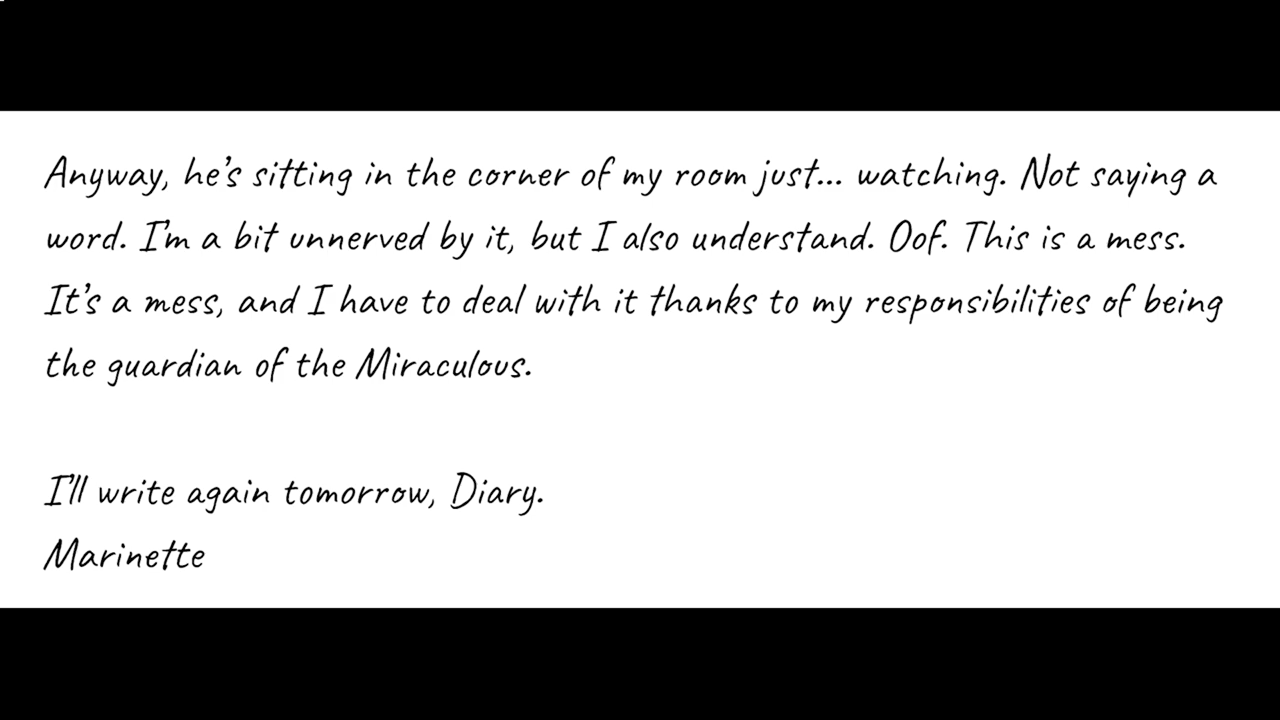 Anyway, he's sitting in the corner of my room just... watching. Not saying a
word. I'm a bit unnerved by it, but I also understand. Oof. This is a mess.
It's a mess, and I have to deal with it thanks to my responsibilities of being
the guardian of the Miraculous.
I'll write again tomorrow, Diary.
Marinette